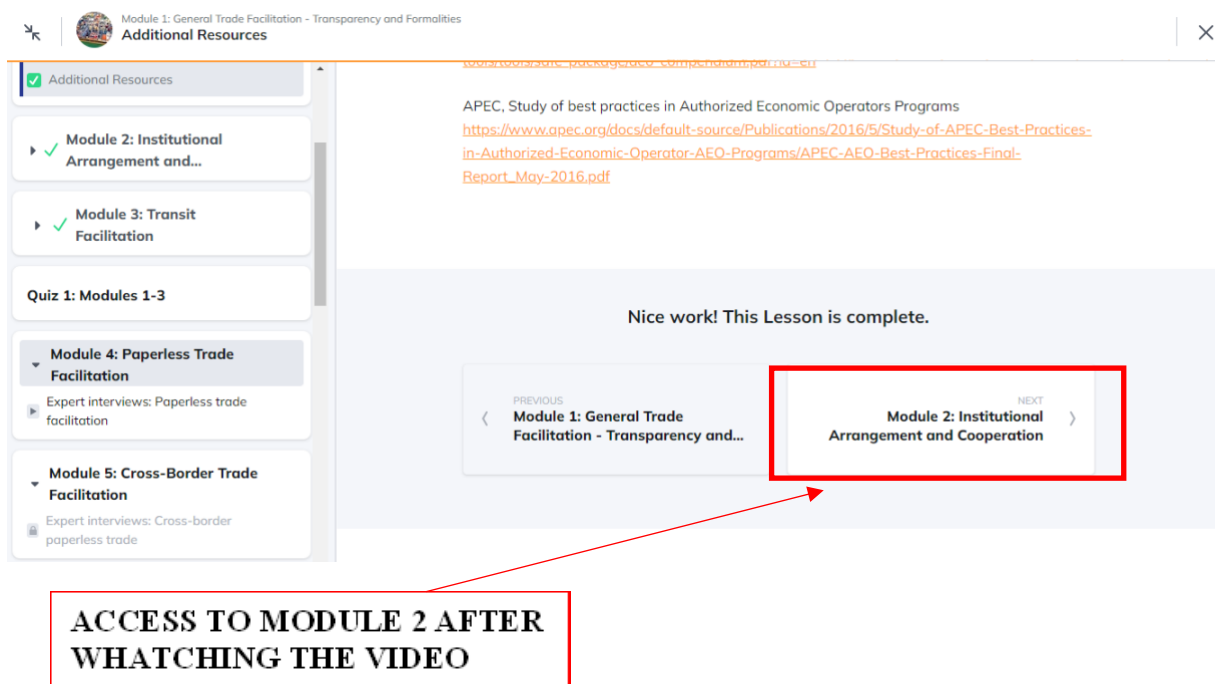 Module 1: General Trade Facilitation - Transparency and Formalities
Additional Resources
Additional Resources
Module 2: Institutional
Arrangement and...
Module 3: Transit
Facilitation
Quiz 1: Modules 1-3
Module 4: Paperless Trade
Facilitation
Expert interviews: Paperless trade
facilitation
Module 5: Cross-Border Trade
Facilitation
Expert interviews: Cross-border
paperless trade
APEC, Study of best practices in Authorized Economic Operators Programs
https://www.apec.org/docs/default-source/Publications/2016/5/Study-of-APEC-Best-Practices-
in-Authorized-Economic-Operator-AEO-Programs/APEC-AEO-Best-Practices-Final-
Report_May-2016.pdf
Nice work! This Lesson is complete.
PREVIOUS
Module 1: General Trade
Facilitation - Transparency and...
NEXT
Module 2: Institutional
Arrangement and Cooperation
ACCESS TO MODULE 2 AFTER
WHATCHING THE VIDEO